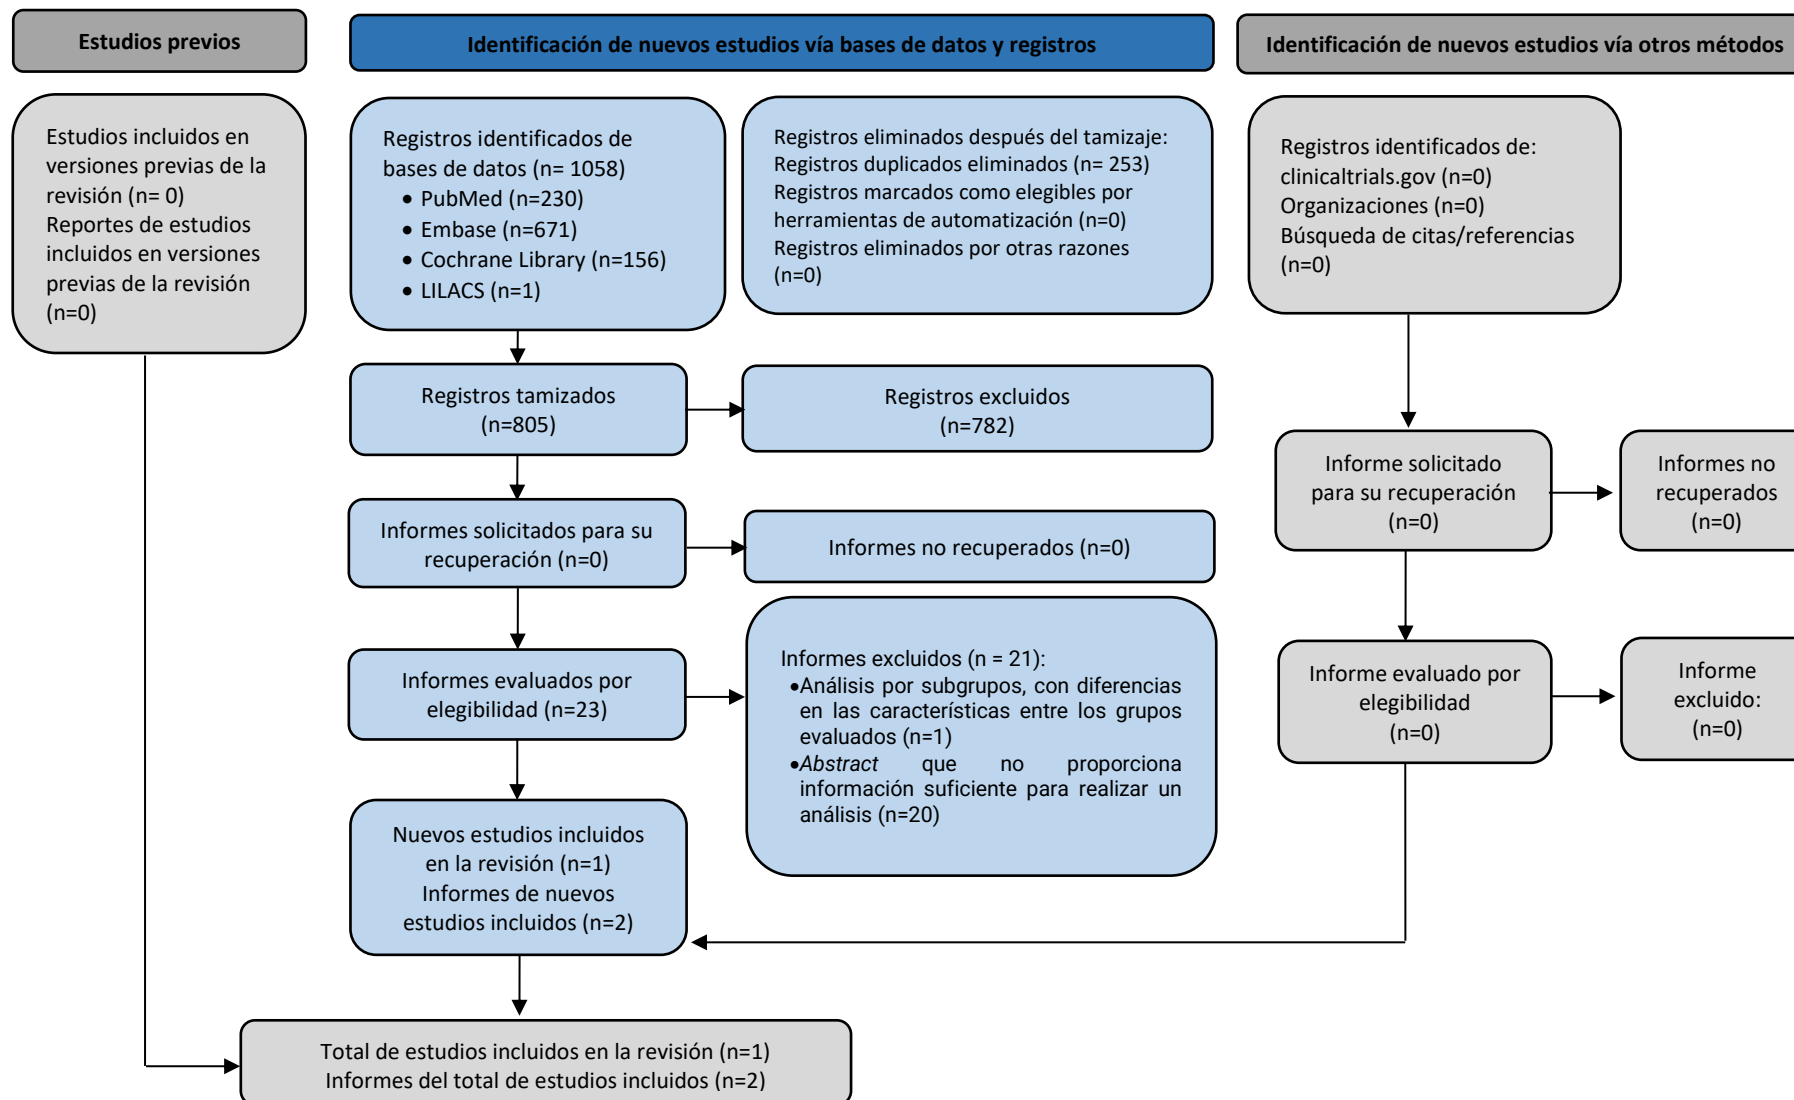 Estudios previos
Identificación de nuevos estudios vía bases de datos y registros
Identificación de nuevos estudios vía otros métodos
Estudios incluidos en
versiones previas de la
revisión (n= 0)
Reportes de estudios
incluidos en versiones
previas de la revisión
(n=0)
Registros identificados de
bases de datos (n= 1058)
• PubMed (n=230)
• Embase (n=671)
• Cochrane Library (n=156)
• LILACS (n=1)
Registros eliminados después del tamizaje:
Registros duplicados eliminados (n= 253)
Registros marcados como elegibles por
herramientas de automatización (n=0)
Registros eliminados por otras razones
(n=0)
Registros identificados de:
clinicaltrials.gov (n=0)
Organizaciones (n=0)
Búsqueda de citas/referencias
(n=0)
Registros tamizados
(n=805)
Registros excluidos
(n=782)
Informe solicitado
para su recuperación
(n=0)
Informes no
recuperados
(n=0)
Informes solicitados para su
recuperación (n=0)
Informes no recuperados (n=0)
Informes evaluados por
elegibilidad (n=23)
Informes excluidos (n = 21):
•Análisis por subgrupos, con diferencias
en las características entre los grupos
evaluados (n=1)
•Abstract que no proporciona
información suficiente para realizar un
análisis (n=20)
Informe evaluado por
elegibilidad
(n=0)
Informe
excluido:
(n=0)
Nuevos estudios incluidos
en la revisión (n=1)
Informes de nuevos
estudios incluidos (n=2)
Total de estudios incluidos en la revisión (n=1)
Informes del total de estudios incluidos (n=2)